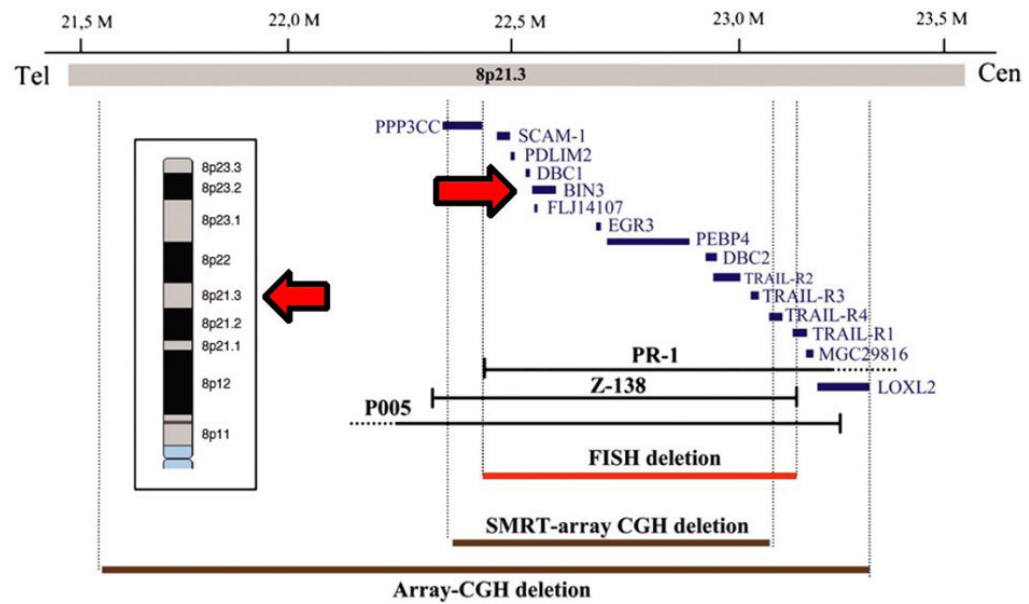 21,5 M 22,0 M 22,5 M 23,0 M 23,5 M
Tel 8p21.3 Cen
PPP3CC
SCAM-1
PDLIM2
DBC1
BIN3
FLJ14107
EGR3
PEBP4
DBC2
TRAIL-R2
TRAIL-R3
TRAIL-R4
TRAIL-R1
MGC29816
LOXL2
8p23.3
8p23.2
8p23.1
8p22
8p21.3
8p21.2
8p21.1
8p12
8p11
PR-1
Z-138
P005
FISH deletion
SMRT-array CGH deletion
Array-CGH deletion